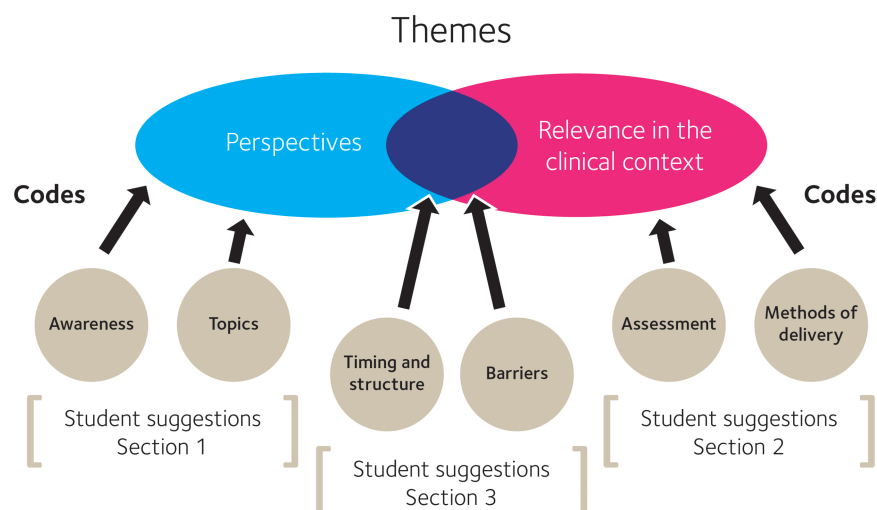 Themes
Perspectives
Relevance in the
clinical context
Codes
Codes
Awareness
Topics
Timing and
structure
Barriers
Assessment
Methods of
delivery
Student suggestions
Section 1
Student suggestions
Section 3
Student suggestions
Section 2